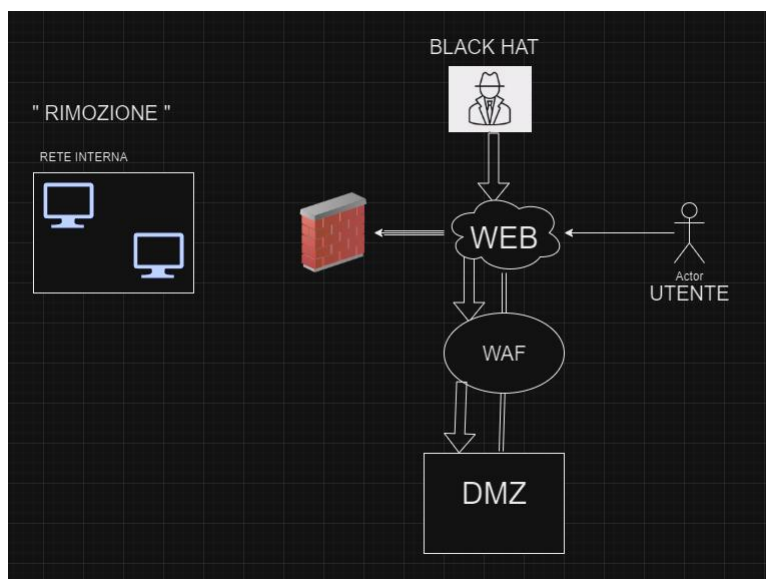 BLACK HAT
" RIMOZIONE "
RETE INTERNA
WEB
Actor
UTENTE
WAF
DMZ